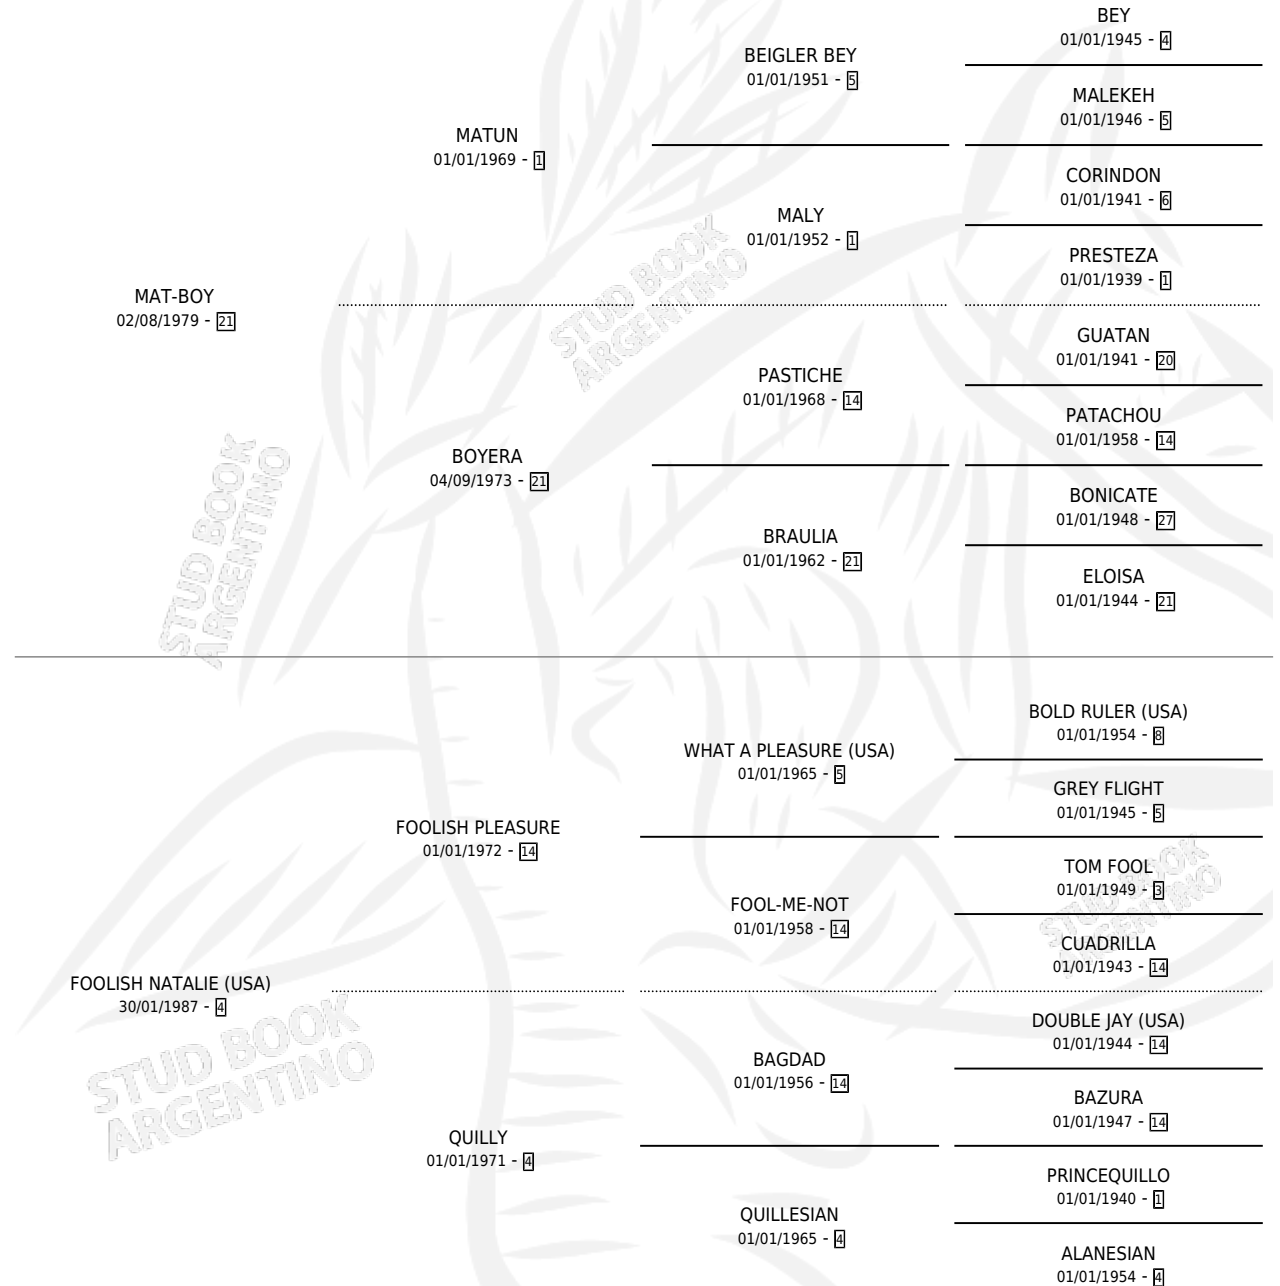 MAT-BOY
02/08/1979 - 21
MATUN
01/01/1969 - 1
BOYERA
04/09/1973 - 21
BEIGLER BEY
01/01/1951 - 5
MALY
01/01/1952 - 1
PASTICHE
01/01/1968 - 14
BRAULIA
01/01/1962 - 21
BEY
01/01/1945 - 4
MALEKEH
01/01/1946 - 5
CORINDON
01/01/1941 - 6
PRESTEZA
01/01/1939 - 1
GUATAN
01/01/1941 - 20
PATACHOU
01/01/1958 - 14
BONICATE
01/01/1948 - 27
ELOISA
01/01/1944 - 21
STUD BOOK
ARGENTINO
STUD BOOK
ARGENTINO
FOOLISH NATALIE (USA)
30/01/1987 - 4
FOOLISH PLEASURE
01/01/1972 - 14
QUILLY
01/01/1971 - 4
WHAT A PLEASURE (USA)
01/01/1965 - 5
FOOL-ME-NOT
01/01/1958 - 14
BAGDAD
01/01/1956 - 14
QUILLESIAN
01/01/1965 - 4
BOLD RULER (USA)
01/01/1954 - 8
GREY FLIGHT
01/01/1945 - 5
TOM FOOL
01/01/1949 - 3
CUADRILLA
01/01/1943 - 14
DOUBLE JAY (USA)
01/01/1944 - 14
BAZURA
01/01/1947 - 14
PRINCEQUILLO
01/01/1940 - 1
ALANESIAN
01/01/1954 - 4
STUD BOOK
ARGENTINO
STUD BOOK
ARGENTINO